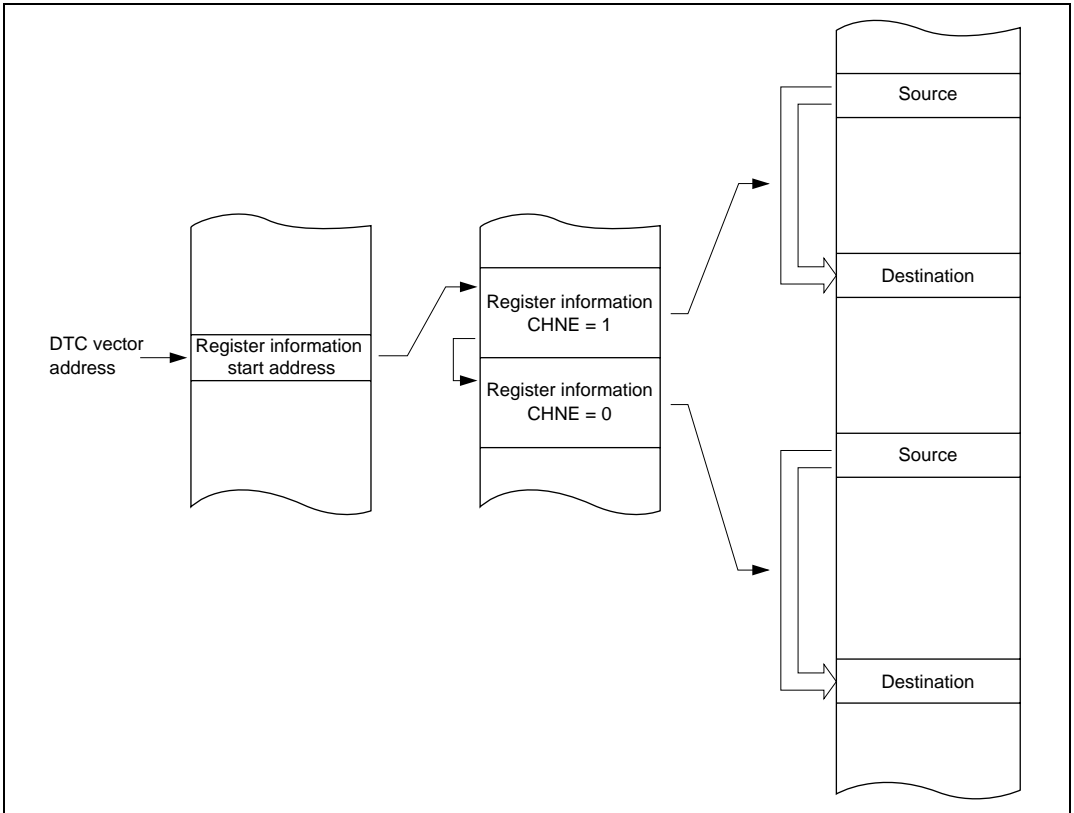 DTC vector
address
Register information
start address
Register information
CHNE = 1
Register information
CHNE = 0
Source
Destination
Source
Destination